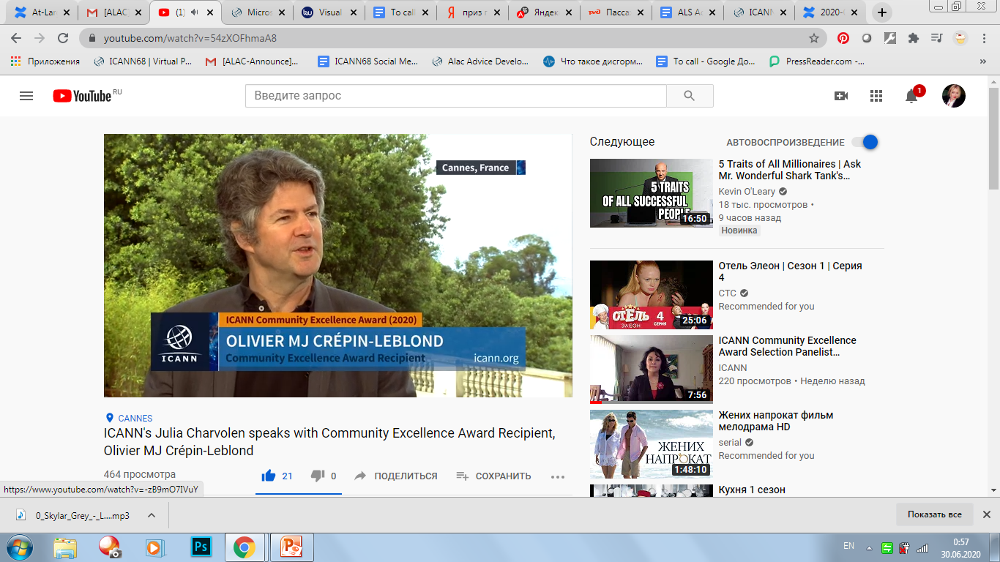 At-Lar
[ALAC]
(1)
Micros
Visual
To call
приз г
Яндек
Пасса
ALS Ac
ICANN
2020-
youtube.com/watch?v=54zXOFhmaA8
Приложения
ICANN68 | Virtual P...
[ALAC-Announce]...
ICANN68 Social Me...
Alac Advice Develo...
Что такое дисгорм...
To call - Google До...
PressReader.com -...
»
YouTube RU
Введите запрос
1
Cannes, France
ICANN Community Excellence Award (2020)
OLIVIER MJ CRÉPIN-LEBLOND
Community Excellence Award Recipient
icann.org
ICANN
CANNES
ICANN's Julia Charvolen speaks with Community Excellence Award Recipient,
Olivier MJ Crépin-Leblond
464 просмотра
21
0
ПОДЕЛИТЬСЯ
СОХРАНИТЬ
Следующее
АВТОВОСПРОИЗВЕДЕНИЕ
5 TRAITS
OF ALL SUCCESSFUL
PEOPLE
16:50
5 Traits of All Millionaires | Ask
Mr. Wonderful Shark Tank's...
Kevin O'Leary
18 тыс. просмотров •
9 часов назад
Новинка
ОТЕЛЬ
ЭЛЕОН
4
СЕРИЯ
25:06
Отель Элеон | Сезон 1 | Серия
4
СТС
Recommended for you
7:56
ICANN Community Excellence
Award Selection Panelist...
ICANN
220 просмотров • Неделю назад
ЖЕНИХ
НАПРОКАТ
1:48:10
Жених напрокат фильм
мелодрама HD
serial
Recommended for you
Кухня 1 сезон
https://www.youtube.com/watch?v=-zB9mO7IVuY
0_Skylar_Grey_-_L....mp3
Показать все
Ps
EN
0:57
30.06.2020